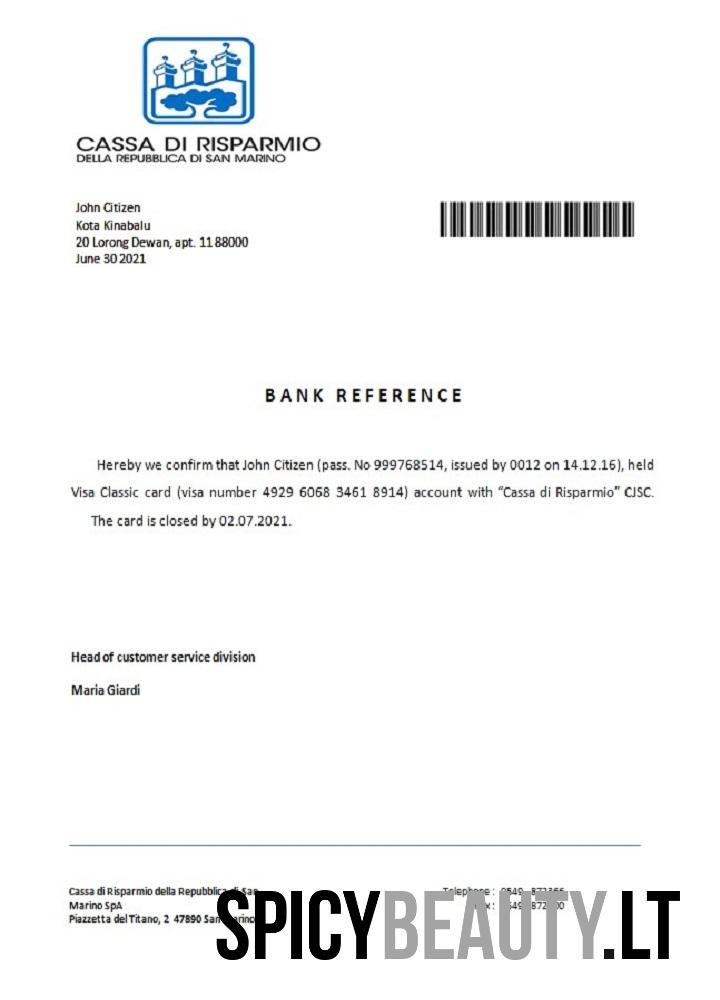 CASSA DI RISPARMIO
DELLA REPUBBLICA DI SAN MARINO
John Citizen
Kota Kinabalu
20 Lorong Dewan, apt. 11 88000
June 30 2021
BANK REFERENCE
Hereby we confirm that John Citizen (pass. No 999768514, issued by 0012 on 14.12.16), held
Visa Classic card (visa number 4929 6068 3461 8914) account with “Cassa di Risparmio” CJSC.
The card is closed by 02.07.2021.
Head of customer service division
Maria Giardi
Cassa di Risparmio della Repubblica di San
Marino SpA
Piazzetta del Titano, 2 47890 San Marino
Telephone : 0549
SPICYBEAUTY.LT